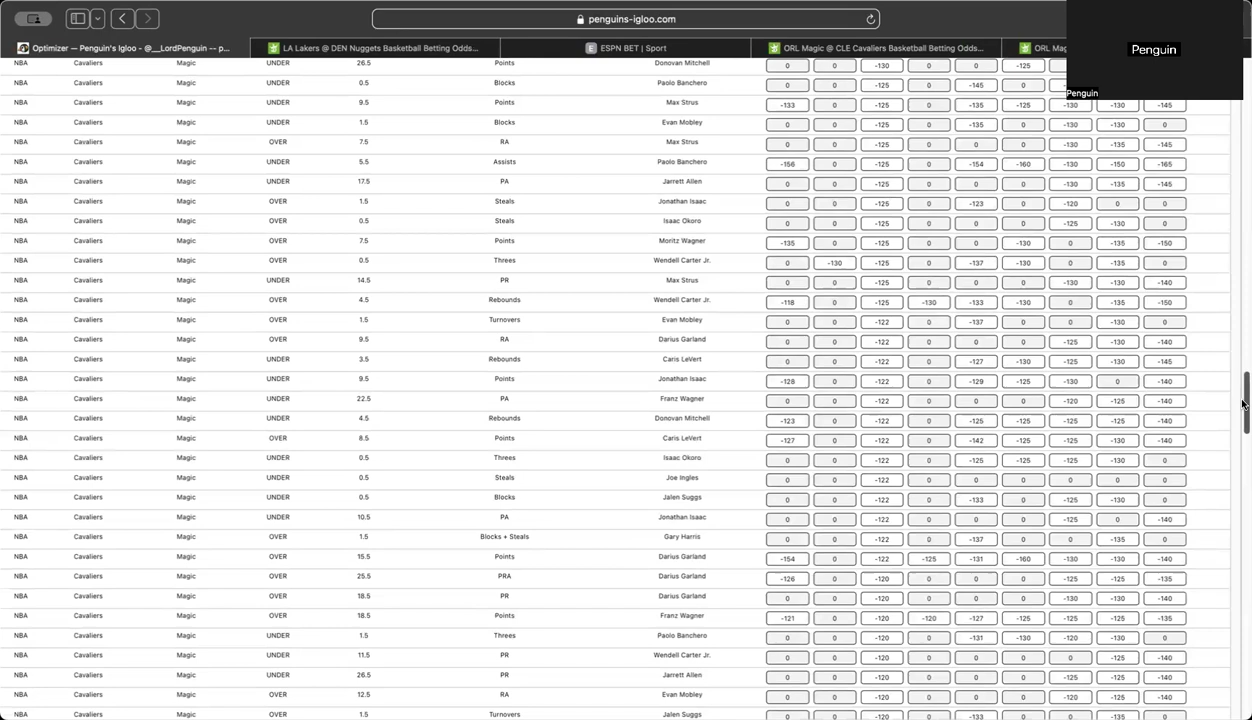 penguins-igloo.com
Optimizer — Penguin's Igloo - @__LordPenguin -- p...
LA Lakers @ DEN Nuggets Basketball Betting Odds...
ESPN BET | Sport
ORL Magic @ CLE Cavaliers Basketball Betting Odds...
ORL Mag
Penguin
Penguin
NBA Cavaliers Magic UNDER 26.5 Points Donovan Mitchell 0 0 -130 0 0 -125
NBA Cavaliers Magic UNDER 0.5 Blocks Paolo Banchero 0 0 -125 0 -145 0
NBA Cavaliers Magic UNDER 9.5 Points Max Strus -133 0 -125 0 -135 -125 -130 -130 -145
NBA Cavaliers Magic UNDER 1.5 Blocks Evan Mobley 0 0 -125 0 -135 0 -130 -130 0
NBA Cavaliers Magic OVER 7.5 RA Max Strus 0 0 -125 0 0 0 -130 -135 -145
NBA Cavaliers Magic UNDER 5.5 Assists Paolo Banchero -156 0 -125 0 -154 -160 -130 -150 -165
NBA Cavaliers Magic UNDER 17.5 PA Jarrett Allen 0 0 -125 0 0 0 -130 -135 -145
NBA Cavaliers Magic OVER 1.5 Steals Jonathan Isaac 0 0 -125 0 -123 0 -120 0 0
NBA Cavaliers Magic OVER 0.5 Steals Isaac Okoro 0 0 -125 0 0 0 -125 -130 0
NBA Cavaliers Magic OVER 7.5 Points Moritz Wagner -135 0 -125 0 0 -130 0 -135 -150
NBA Cavaliers Magic OVER 0.5 Threes Wendell Carter Jr. 0 -130 -125 0 -137 -130 0 -135 0
NBA Cavaliers Magic UNDER 14.5 PR Max Strus 0 0 -125 0 0 0 -130 -130 -140
NBA Cavaliers Magic OVER 4.5 Rebounds Wendell Carter Jr. -118 0 -125 -130 -133 -130 0 -135 -150
NBA Cavaliers Magic OVER 1.5 Turnovers Evan Mobley 0 0 -122 0 -137 0 0 -130 0
NBA Cavaliers Magic OVER 9.5 RA Darius Garland 0 0 -122 0 0 0 -125 -130 -140
NBA Cavaliers Magic UNDER 3.5 Rebounds Caris LeVert 0 0 -122 0 -127 -130 -125 -130 -145
NBA Cavaliers Magic UNDER 9.5 Points Jonathan Isaac -128 0 -122 0 -129 -125 -130 0 -140
NBA Cavaliers Magic UNDER 22.5 PA Franz Wagner 0 0 -122 0 0 0 -120 -125 -140
NBA Cavaliers Magic UNDER 4.5 Rebounds Donovan Mitchell -123 0 -122 0 -125 -125 -125 -125 -140
NBA Cavaliers Magic OVER 8.5 Points Caris LeVert -127 0 -122 0 -142 -125 -125 -130 -140
NBA Cavaliers Magic UNDER 0.5 Threes Isaac Okoro 0 0 -122 0 -125 -125 -125 -130 0
NBA Cavaliers Magic UNDER 0.5 Steals Joe Ingles 0 0 -122 0 0 0 0 0 0
NBA Cavaliers Magic UNDER 0.5 Blocks Jalen Suggs 0 0 -122 0 -133 0 -125 -130 0
NBA Cavaliers Magic UNDER 10.5 PA Jonathan Isaac 0 0 -122 0 0 0 -125 0 -140
NBA Cavaliers Magic OVER 1.5 Blocks + Steals Gary Harris 0 0 -122 0 -137 0 0 -135 0
NBA Cavaliers Magic OVER 15.5 Points Darius Garland -154 0 -122 -125 -131 -160 -130 -130 -140
NBA Cavaliers Magic OVER 25.5 PRA Darius Garland -126 0 -120 0 0 0 -125 -125 -135
NBA Cavaliers Magic OVER 18.5 PR Darius Garland 0 0 -120 0 0 0 -130 -130 -140
NBA Cavaliers Magic OVER 18.5 Points Franz Wagner -121 0 -120 -120 -127 -125 -125 -125 -135
NBA Cavaliers Magic UNDER 1.5 Threes Paolo Banchero 0 0 -120 0 -131 -130 -120 -130 0
NBA Cavaliers Magic UNDER 11.5 PR Wendell Carter Jr. 0 0 -120 0 0 0 0 -125 -140
NBA Cavaliers Magic UNDER 26.5 PR Jarrett Allen 0 0 -120 0 0 0 -125 -125 -140
NBA Cavaliers Magic OVER 12.5 RA Evan Mobley 0 0 -120 0 0 0 -120 -125 -140
NBA Cavaliers Magic OVER 1.5 Turnovers Jalen Suggs 0 0 -120 0 -133 0 0 -135 0